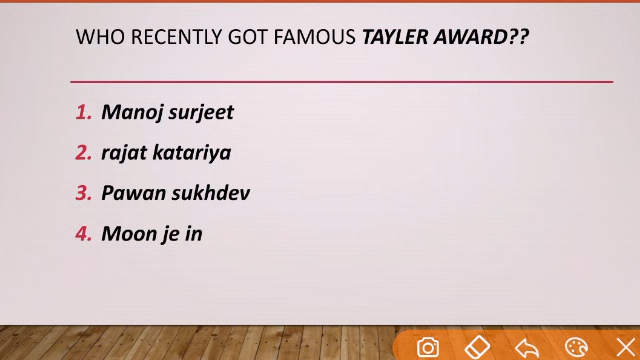 WHO RECENTLY GOT FAMOUS TAYLER AWARD??
1. Manoj surjeet
2. rajat katariya
3. Pawan sukhdev
4. Moon je in